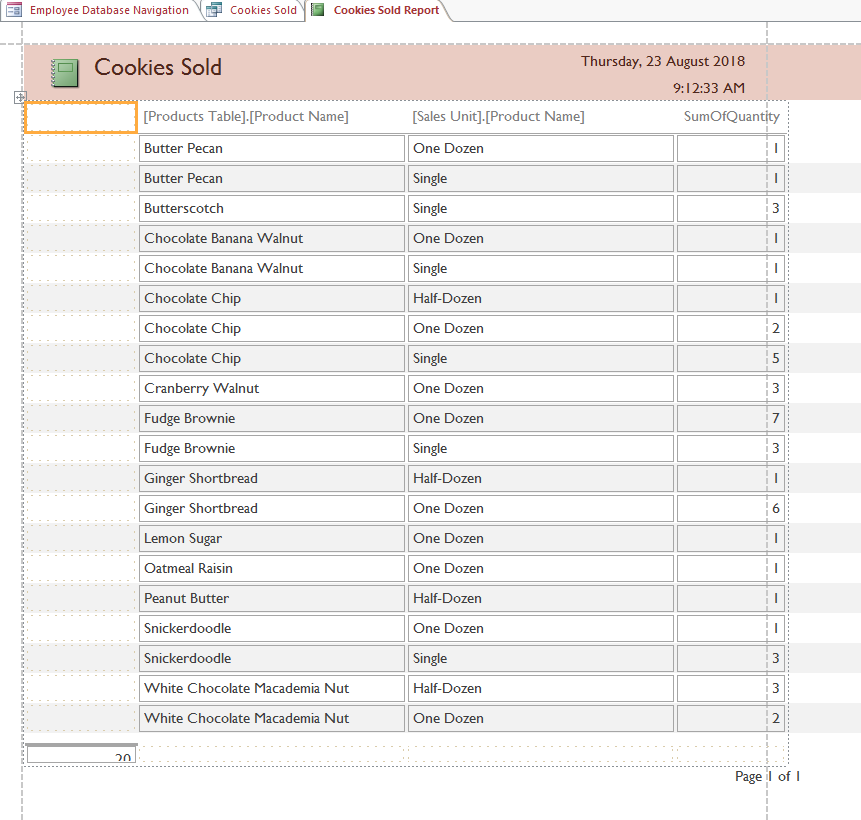 Employee Database Navigation Cookies Sold Cookies Sold Report
Cookies Sold Thursday, 23 August 2018
9:12:33 AM
[Products Table].[Product Name] [Sales Unit].[Product Name] SumOfQuantity
Butter Pecan One Dozen 1
Butter Pecan Single 1
Butterscotch Single 3
Chocolate Banana Walnut One Dozen 1
Chocolate Banana Walnut Single 1
Chocolate Chip Half-Dozen 1
Chocolate Chip One Dozen 2
Chocolate Chip Single 5
Cranberry Walnut One Dozen 3
Fudge Brownie One Dozen 7
Fudge Brownie Single 3
Ginger Shortbread Half-Dozen 1
Ginger Shortbread One Dozen 6
Lemon Sugar One Dozen 1
Oatmeal Raisin One Dozen 1
Peanut Butter Half-Dozen 1
Snickerdoodle One Dozen 1
Snickerdoodle Single 3
White Chocolate Macademia Nut Half-Dozen 3
White Chocolate Macademia Nut One Dozen 2
20
Page 1 of 1